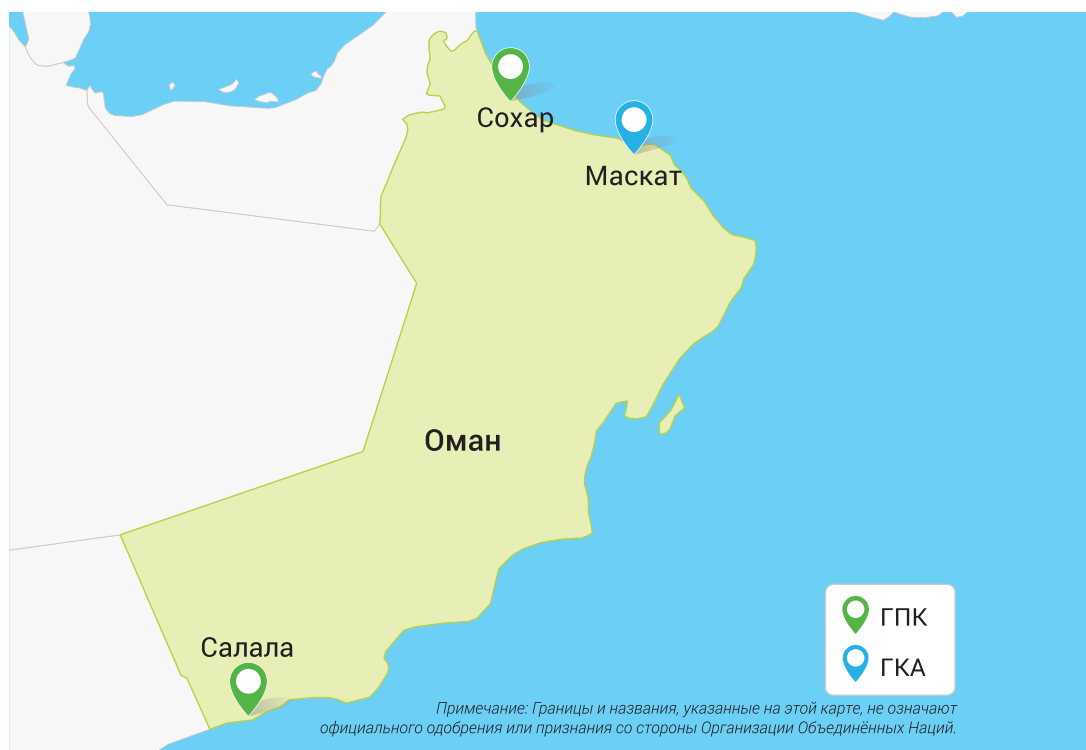 Сохар
Маскат
Оман
Салала
ГПК
ГКА
Примечание: Границы и названия, указанные на этой карте, не означают
официального одобрения или признания со стороны Организации Объединённых Наций.